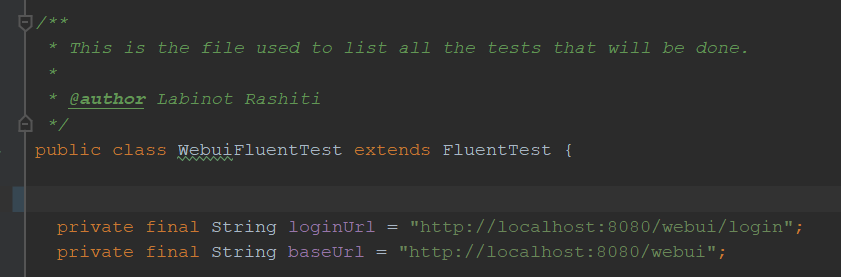 /**
* This is the file used to list all the tests that will be done.
*
* @author Labinot Rashiti
*/
public class WebuiFluentTest extends FluentTest {
private final String loginUrl = "http://localhost:8080/webui/login";
private final String baseUrl = "http://localhost:8080/webui";